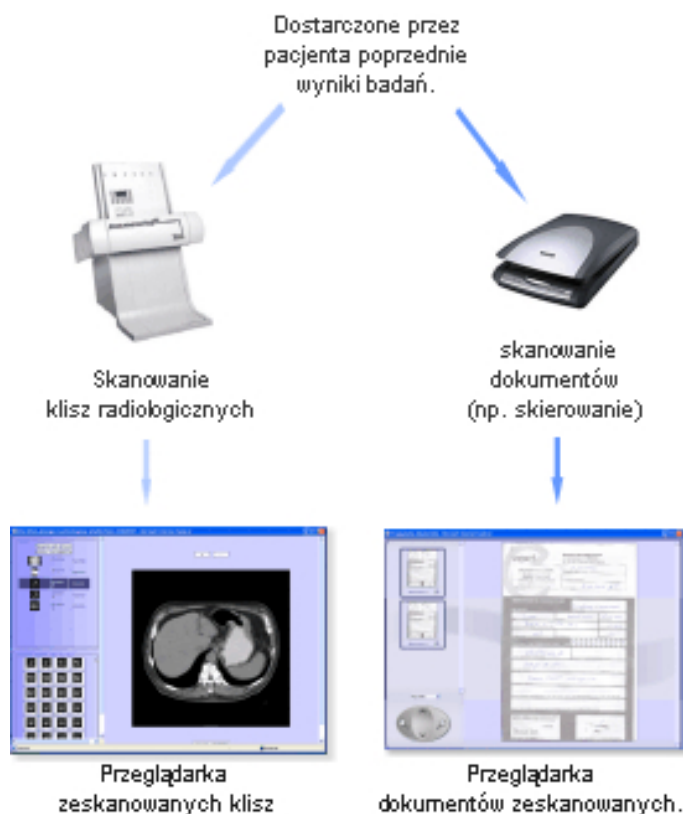 Dostarczone przez
pacjenta poprzednie
wyniki badań.
Skanowanie
klisz radiologicznych
skanowanie
dokumentów
(np. skierowanie)
Przeglądarka
zeskanowanych klisz
Przeglądarka
dokumentów zeskanowanych.